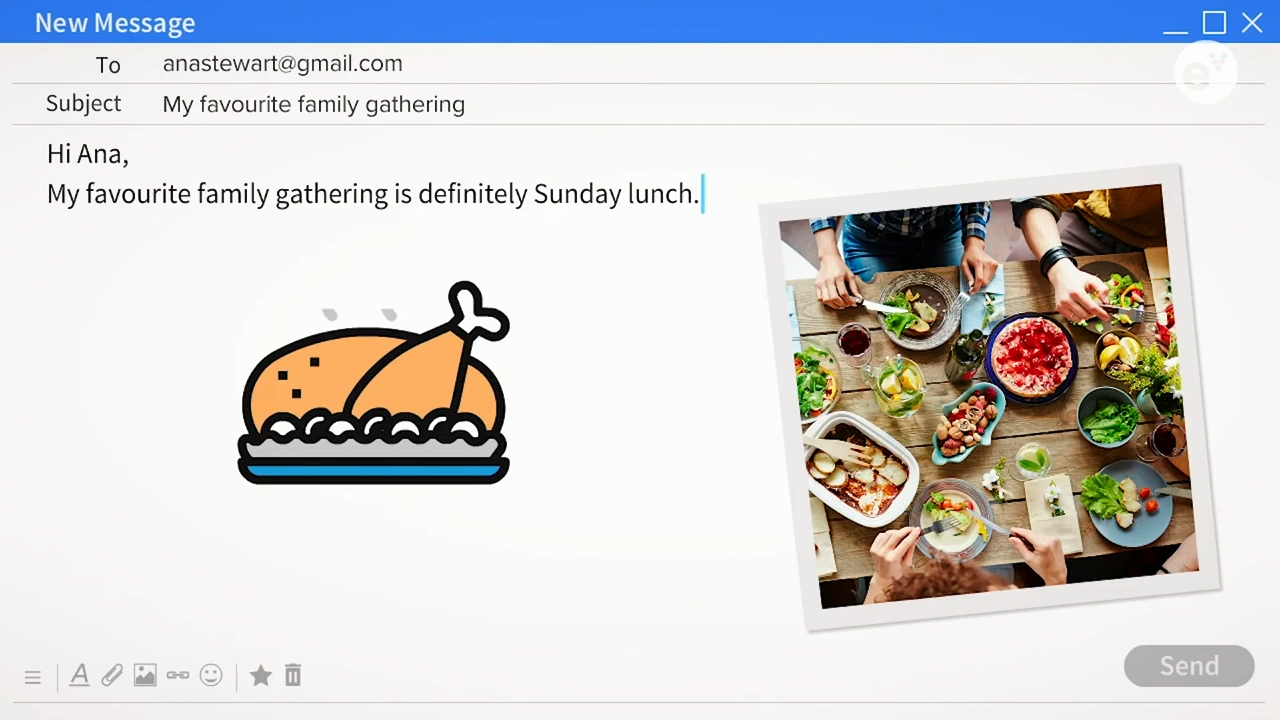 New Message
To anastewart@gmail.com
Subject My favourite family gathering
Hi Ana,
My favourite family gathering is definitely Sunday lunch.
Send